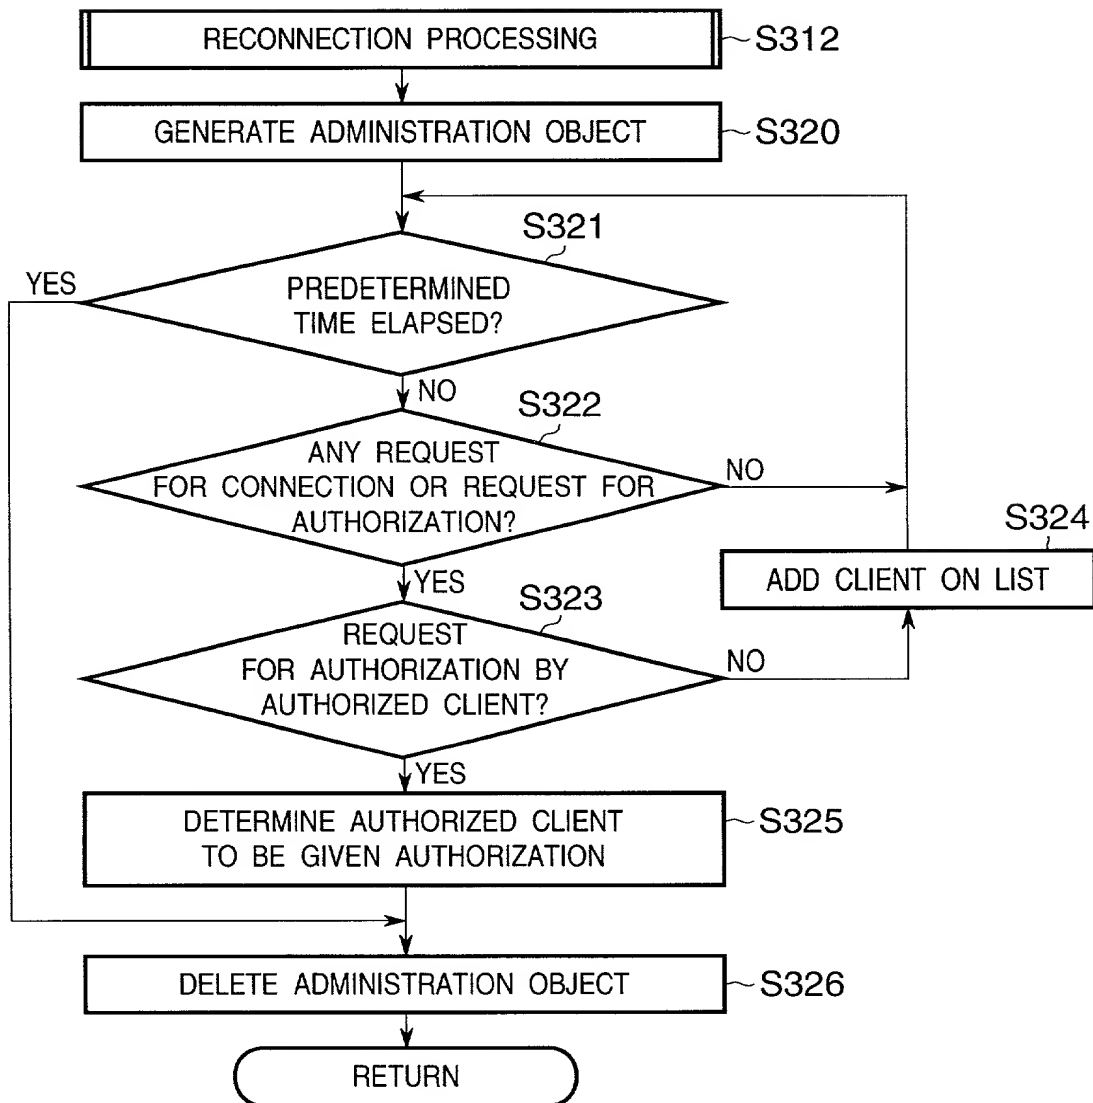 RECONNECTION PROCESSING
S312
GENERATE ADMINISTRATION OBJECT
S320
S321
YES
PREDETERMINED
TIME ELAPSED?
NO
S322
ANY REQUEST
FOR CONNECTION OR REQUEST FOR
AUTHORIZATION?
NO
S324
ADD CLIENT ON LIST
YES
S323
REQUEST
FOR AUTHORIZATION BY
AUTHORIZED CLIENT?
NO
YES
DETERMINE AUTHORIZED CLIENT
TO BE GIVEN AUTHORIZATION
S325
DELETE ADMINISTRATION OBJECT
S326
RETURN